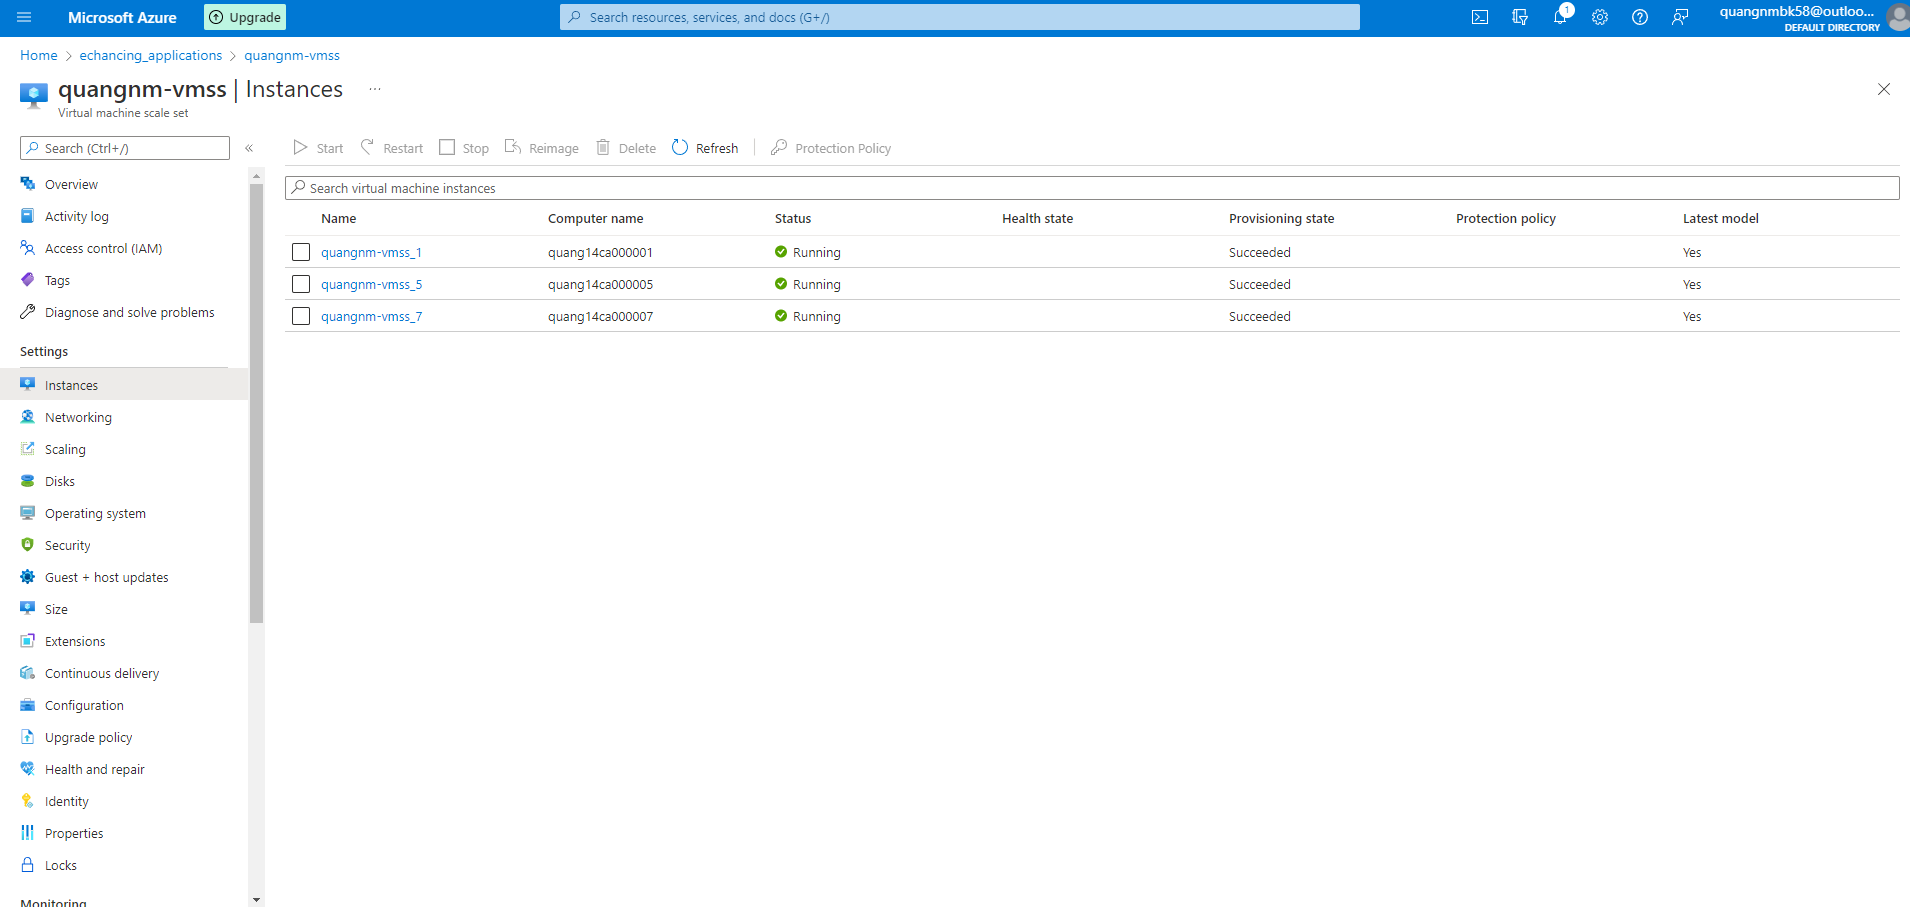 Microsoft Azure
Upgrade
Search resources, services, and docs (G+/)
1
quangnmbk58@outloo...
DEFAULT DIRECTORY
Home > echancing_applications > quangnm-vmss
quangnm-vmss | Instances ...
Virtual machine scale set
Search (Ctrl+/) «
Start Restart Stop Reimage Delete Refresh Protection Policy
Search virtual machine instances
Name Computer name Status Health state Provisioning state Protection policy Latest model
quangnm-vmss_1 quang14ca000001 Running Succeeded Yes
quangnm-vmss_5 quang14ca000005 Running Succeeded Yes
quangnm-vmss_7 quang14ca000007 Running Succeeded Yes
Overview
Activity log
Access control (IAM)
Tags
Diagnose and solve problems
Settings
Instances
Networking
Scaling
Disks
Operating system
Security
Guest + host updates
Size
Extensions
Continuous delivery
Configuration
Upgrade policy
Health and repair
Identity
Properties
Locks
Monitoring